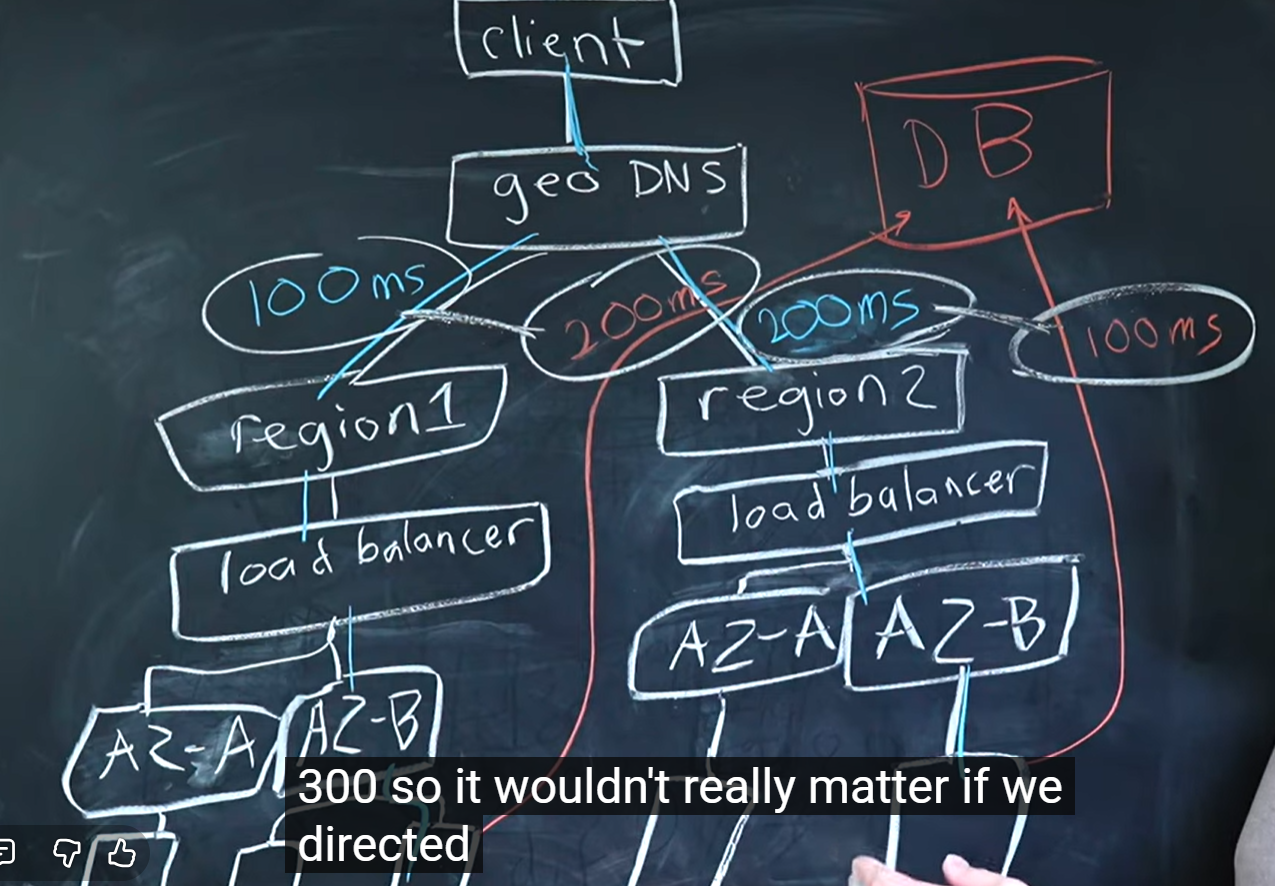 client
DB
geo DNS
100ms
200ms
200ms
100ms
region1
region2
load balancer
load balancer
AZ-A
AZ-B
AZ-A
AZ-B
300 so it wouldn't really matter if we
directed